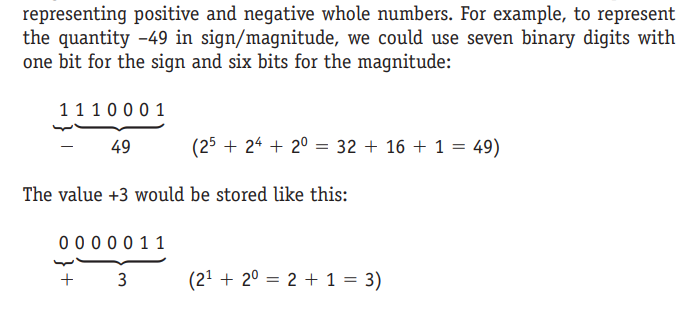 representing positive and negative whole numbers. For example, to represent
the quantity –49 in sign/magnitude, we could use seven binary digits with
one bit for the sign and six bits for the magnitude:
1 1 1 0 0 0 1
– 49 (2⁵ + 2⁴ + 2⁰ = 32 + 16 + 1 = 49)
The value +3 would be stored like this:
0 0 0 0 0 1 1
+ 3 (2¹ + 2⁰ = 2 + 1 = 3)